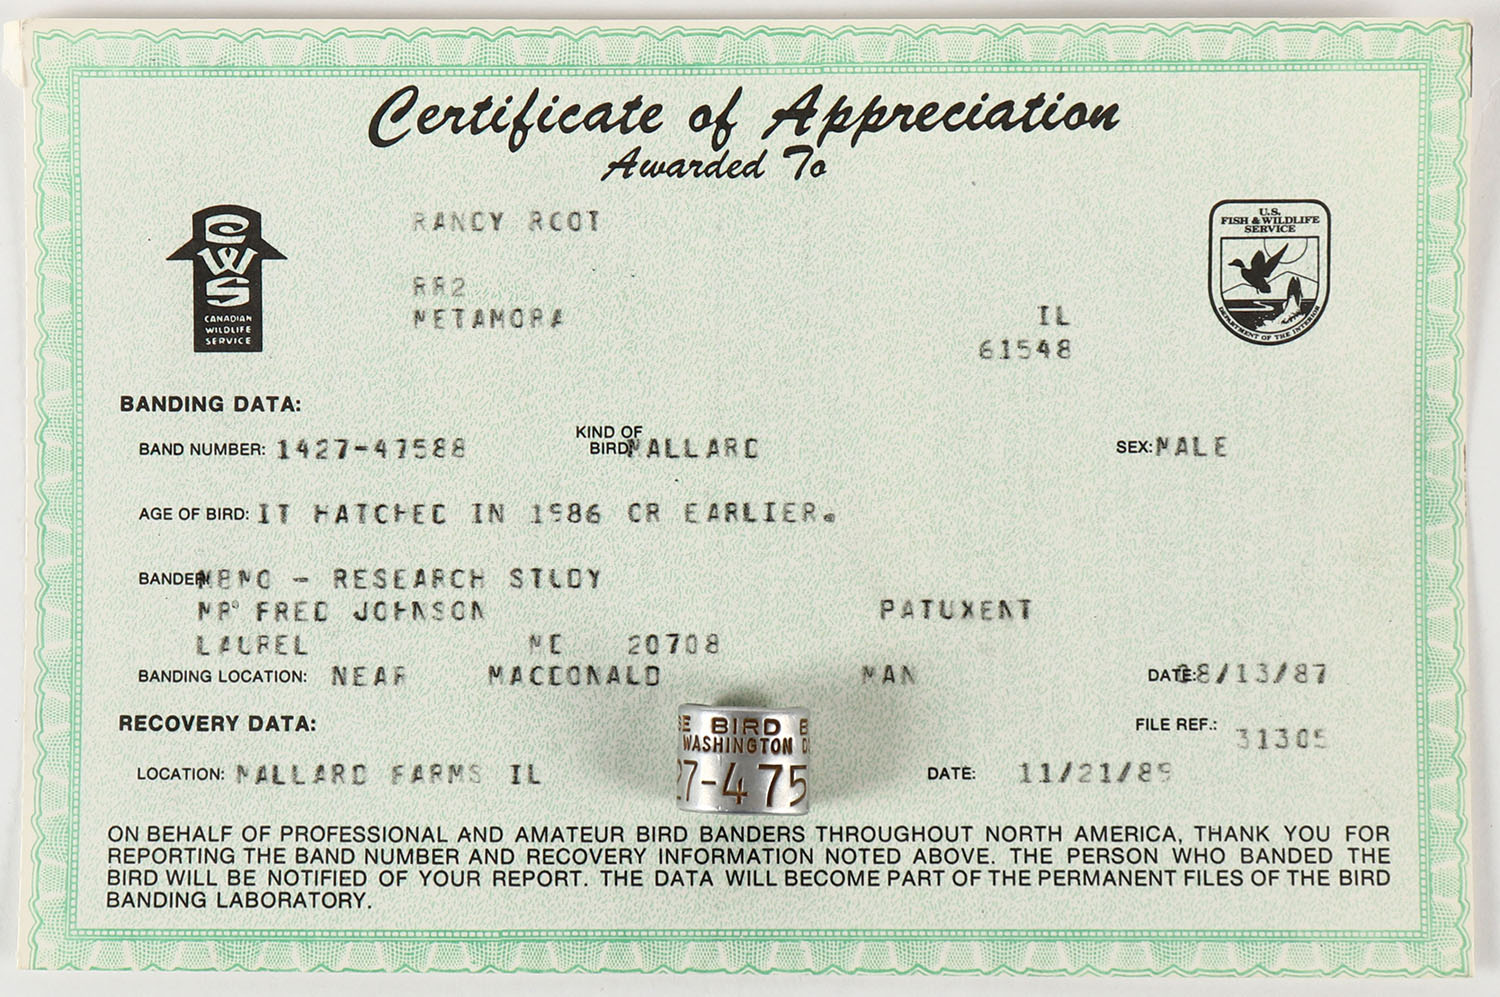 Certificate of Appreciation
Awarded To
CWS
CANADIAN
WILDLIFE
SERVICE
U.S.
FISH & WILDLIFE
SERVICE
DEPARTMENT OF THE INTERIOR
RANDY ROOT
RR2
METAMORA IL
61548
BANDING DATA:
BAND NUMBER: 1427-47588 KIND OF BIRD MALLARD SEX: MALE
AGE OF BIRD: IT HATCHED IN 1986 OR EARLIER.
BANDER MBMO - RESEARCH STUDY
MR FRED JOHNSON PATUXENT
LAUREL MD 20708
BANDING LOCATION: NEAR MACDONALD MAN DATE: 08/13/87
RECOVERY DATA: FILE REF.: 31305
LOCATION: MALLARD FARMS IL DATE: 11/21/89
SE BIRD B
WASHINGTON D
27-475
ON BEHALF OF PROFESSIONAL AND AMATEUR BIRD BANDERS THROUGHOUT NORTH AMERICA, THANK YOU FOR
REPORTING THE BAND NUMBER AND RECOVERY INFORMATION NOTED ABOVE. THE PERSON WHO BANDED THE
BIRD WILL BE NOTIFIED OF YOUR REPORT. THE DATA WILL BECOME PART OF THE PERMANENT FILES OF THE BIRD
BANDING LABORATORY.